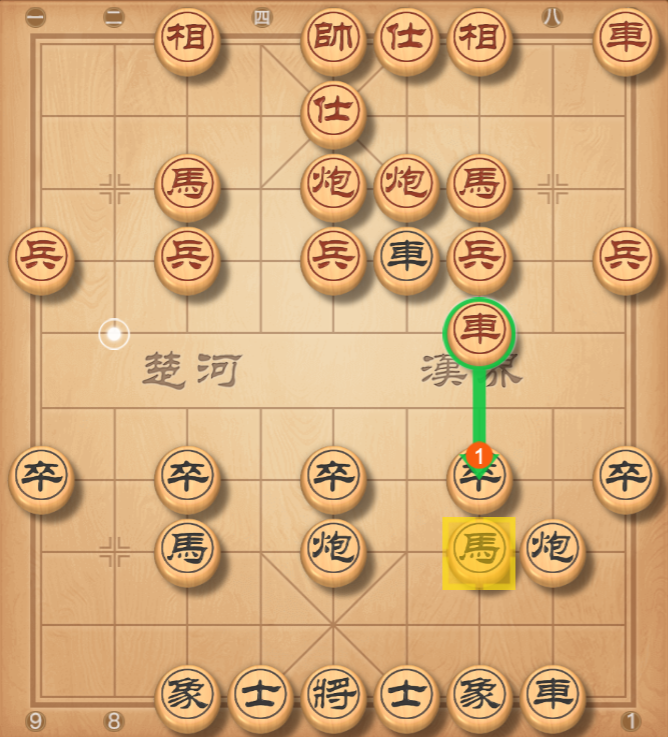 一 二 四 八
相 帥 仕 相 車
仕
馬 炮 炮 馬
兵 兵 兵 車 兵 兵
車
楚河 漢界
卒 卒 卒 卒 卒
1
馬 炮 馬 炮
象 士 將 士 象 車
9 8 1